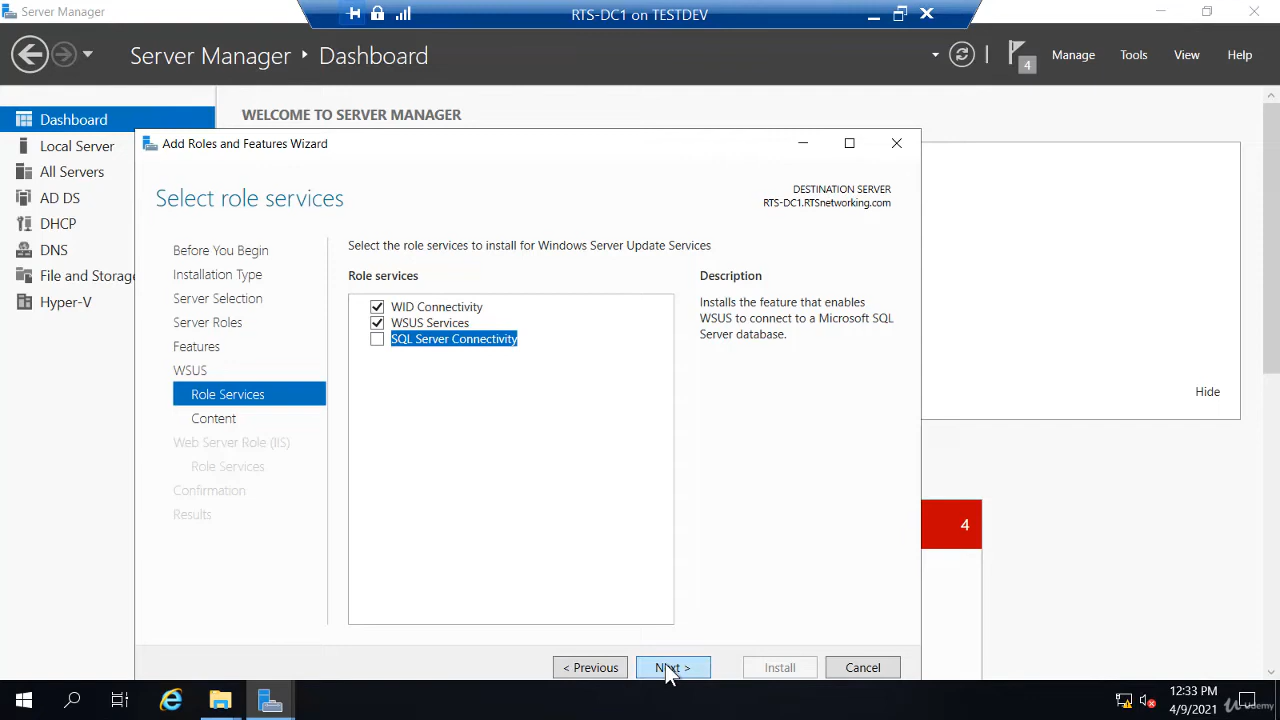 Server Manager
RTS-DC1 on TESTDEV
Server Manager ‣ Dashboard
4
Manage
Tools
View
Help
Dashboard
Local Server
All Servers
AD DS
DHCP
DNS
File and Storage
Hyper-V
WELCOME TO SERVER MANAGER
Hide
4
Add Roles and Features Wizard
Select role services
DESTINATION SERVER
RTS-DC1.RTSnetworking.com
Before You Begin
Installation Type
Server Selection
Server Roles
Features
WSUS
Role Services
Content
Web Server Role (IIS)
Role Services
Confirmation
Results
Select the role services to install for Windows Server Update Services
Role services
WID Connectivity
WSUS Services
SQL Server Connectivity
Description
Installs the feature that enables
WSUS to connect to a Microsoft SQL
Server database.
< Previous
Next >
Install
Cancel
12:33 PM
4/9/2021
Udemy